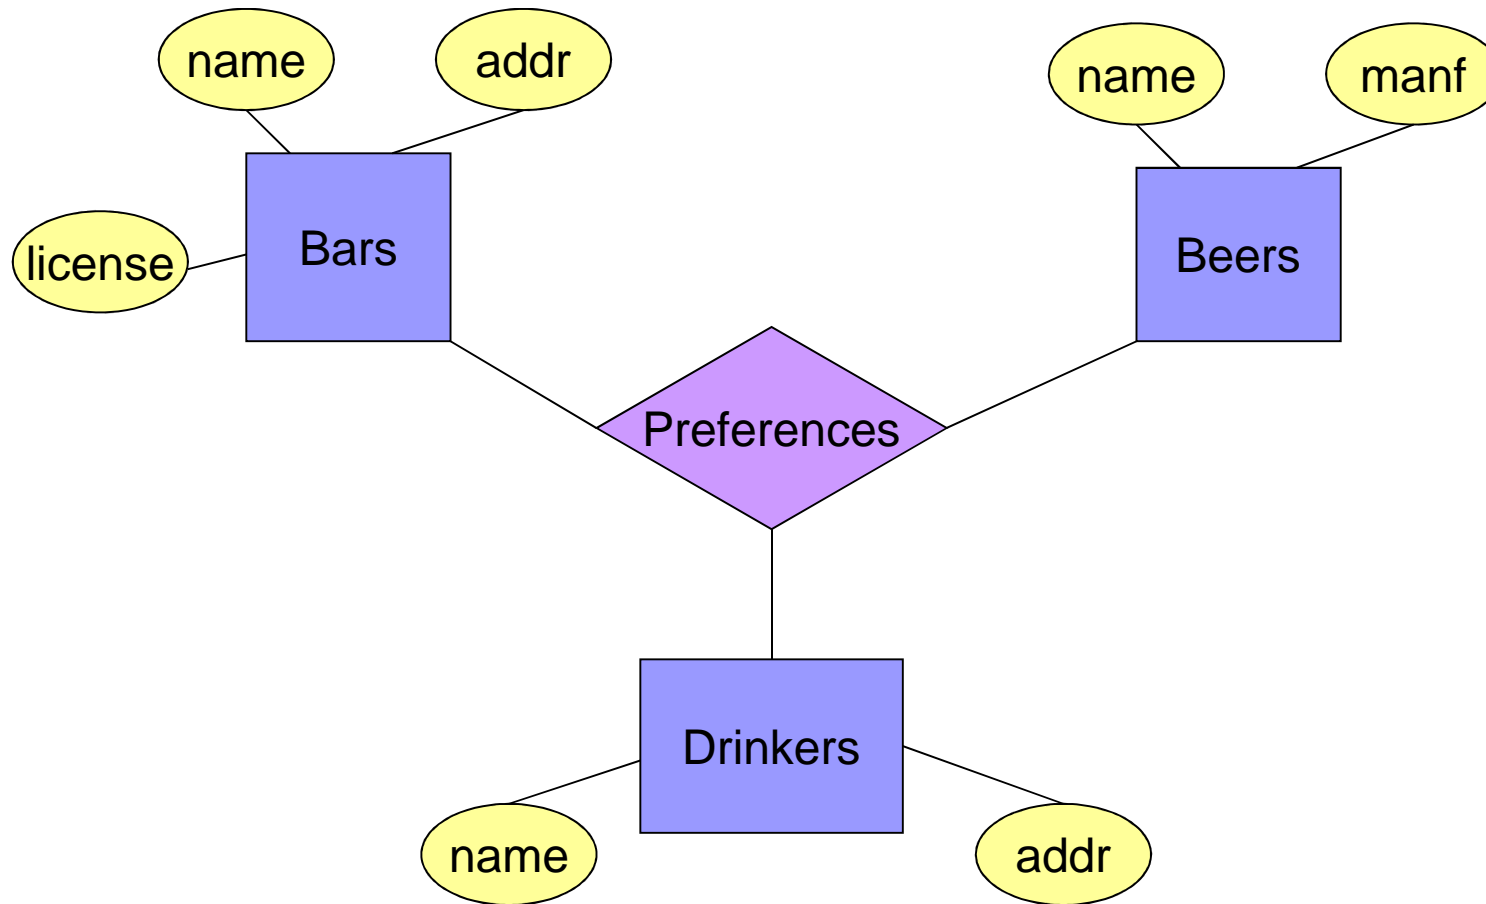 name
addr
name
manf
license
Bars
Beers
Preferences
Drinkers
name
addr